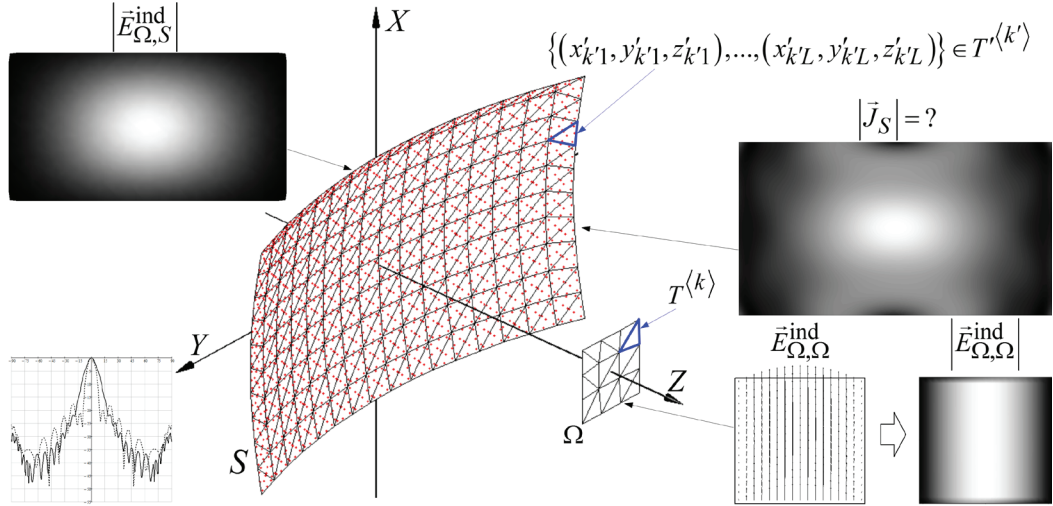 |E⃗^ind_Ω,S|
X
{(x′_k′1, y′_k′1, z′_k′1),...,(x′_k′L, y′_k′L, z′_k′L)} ∈ T′^⟨k′⟩
|J⃗_S| = ?
T^⟨k⟩
Y
Z
E⃗^ind_Ω,Ω
|E⃗^ind_Ω,Ω|
Ω
S